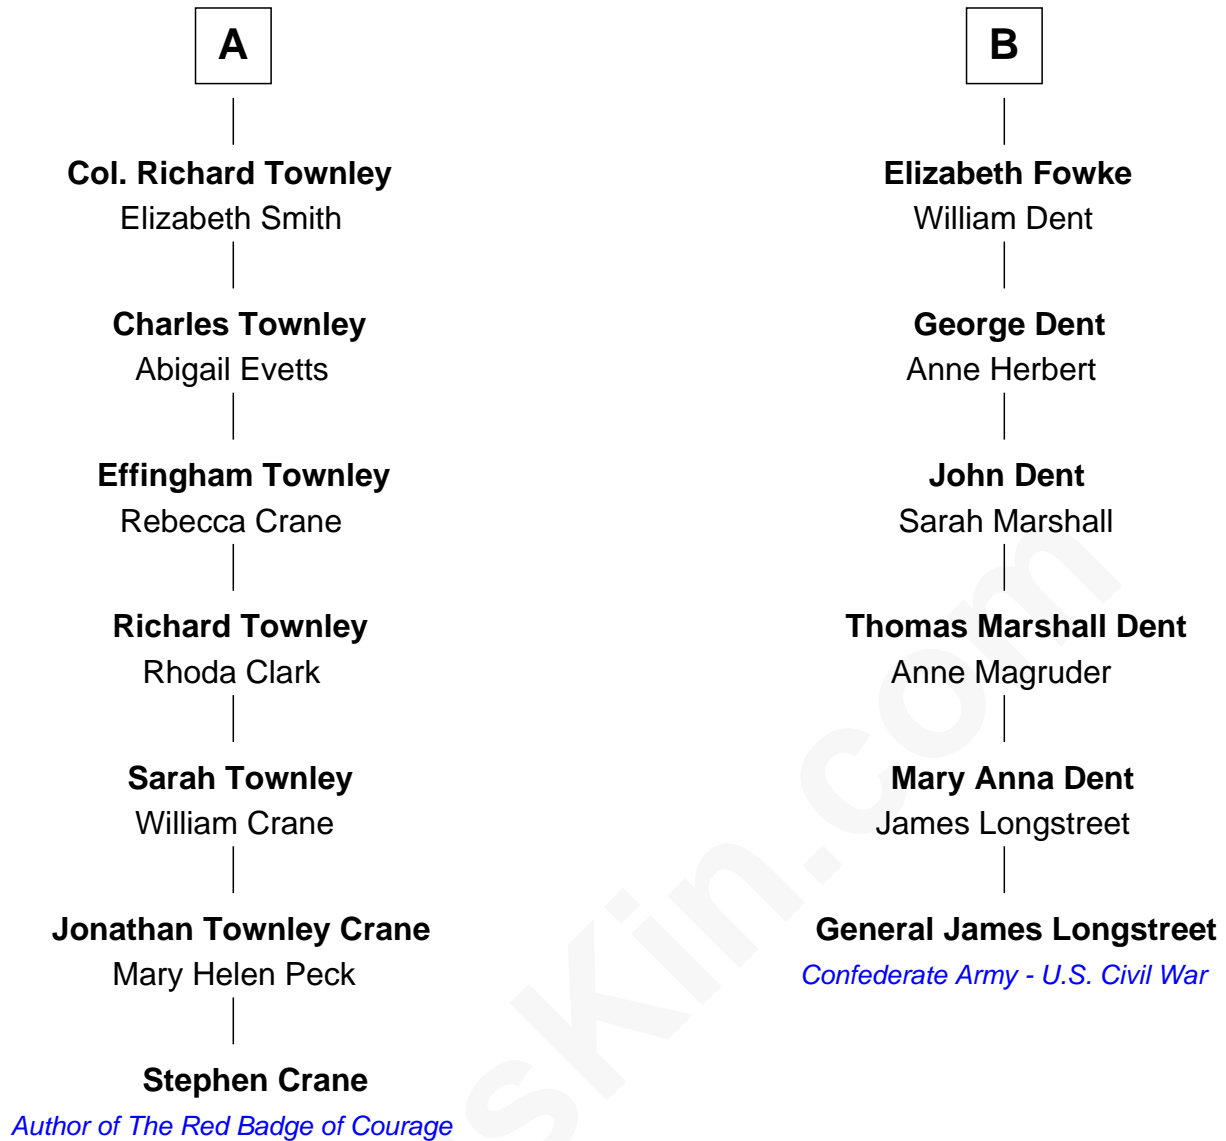 A
Col. Richard Townley
Elizabeth Smith
Charles Townley
Abigail Evetts
Effingham Townley
Rebecca Crane
Richard Townley
Rhoda Clark
Sarah Townley
William Crane
Jonathan Townley Crane
Mary Helen Peck
Stephen Crane
Author of The Red Badge of Courage
B
Elizabeth Fowke
William Dent
George Dent
Anne Herbert
John Dent
Sarah Marshall
Thomas Marshall Dent
Anne Magruder
Mary Anna Dent
James Longstreet
General James Longstreet
Confederate Army - U.S. Civil War
sKin.com